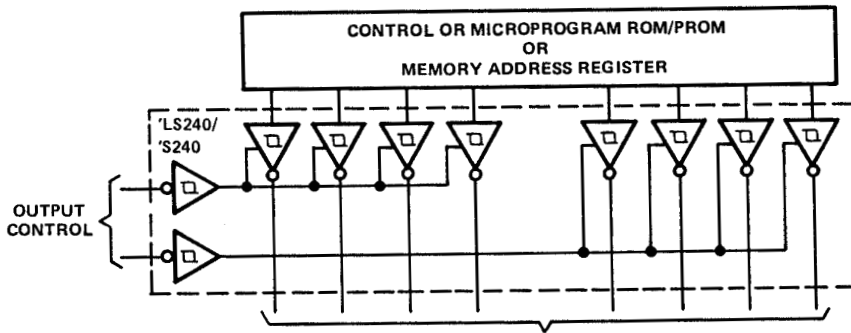 CONTROL OR MICROPROGRAM ROM/PROM
OR
MEMORY ADDRESS REGISTER
'LS240/
'S240
OUTPUT
CONTROL